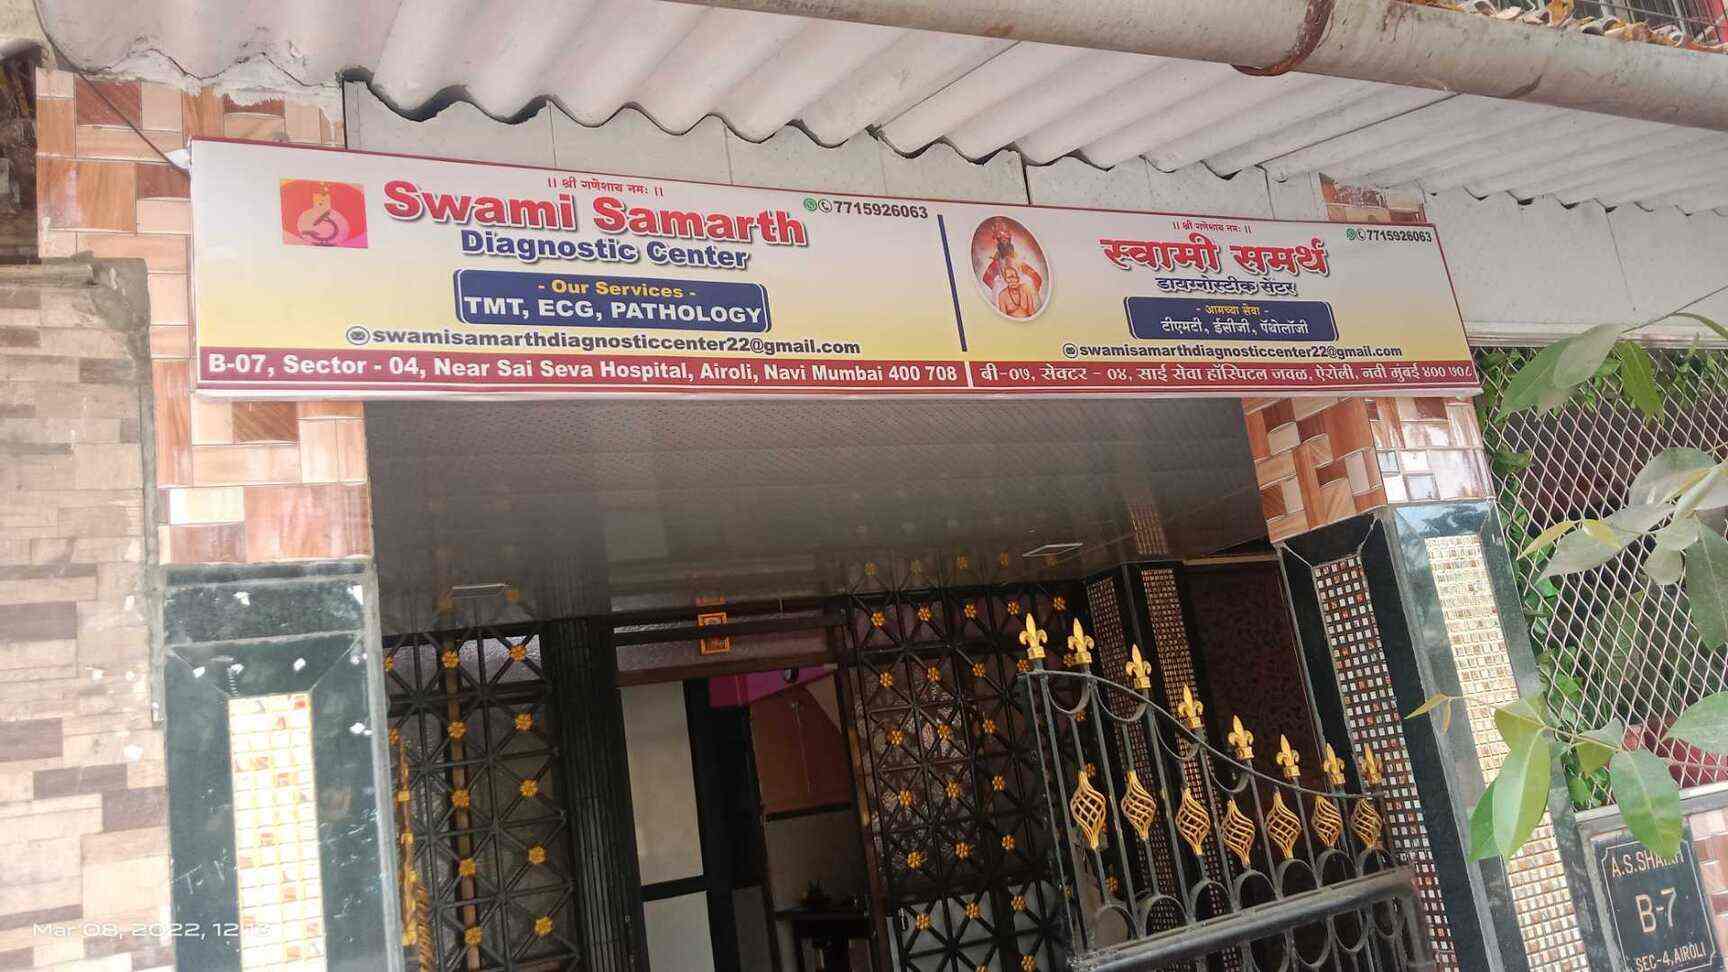 || श्री गणेशाय नमः ||
Swami Samarth
Diagnostic Center
7715926063
- Our Services -
TMT, ECG, PATHOLOGY
swamisamarthdiagnosticcenter22@gmail.com
B-07, Sector - 04, Near Sai Seva Hospital, Airoli, Navi Mumbai 400 708
|| श्री गणेशाय नमः ||
स्वामी समर्थ
डायग्नोस्टीक सेंटर
7715926063
- आमच्या सेवा -
टीएमटी, ईसीजी, पॅथोलॉजी
swamisamarthdiagnosticcenter22@gmail.com
बी-०७, सेक्टर - ०४, साई सेवा हॉस्पिटल जवळ, ऐरोली, नवी मुंबई ४०० ७०८
A.S.
B-7
SEC-4, AIROLI
Mar 08, 2022, 12:13